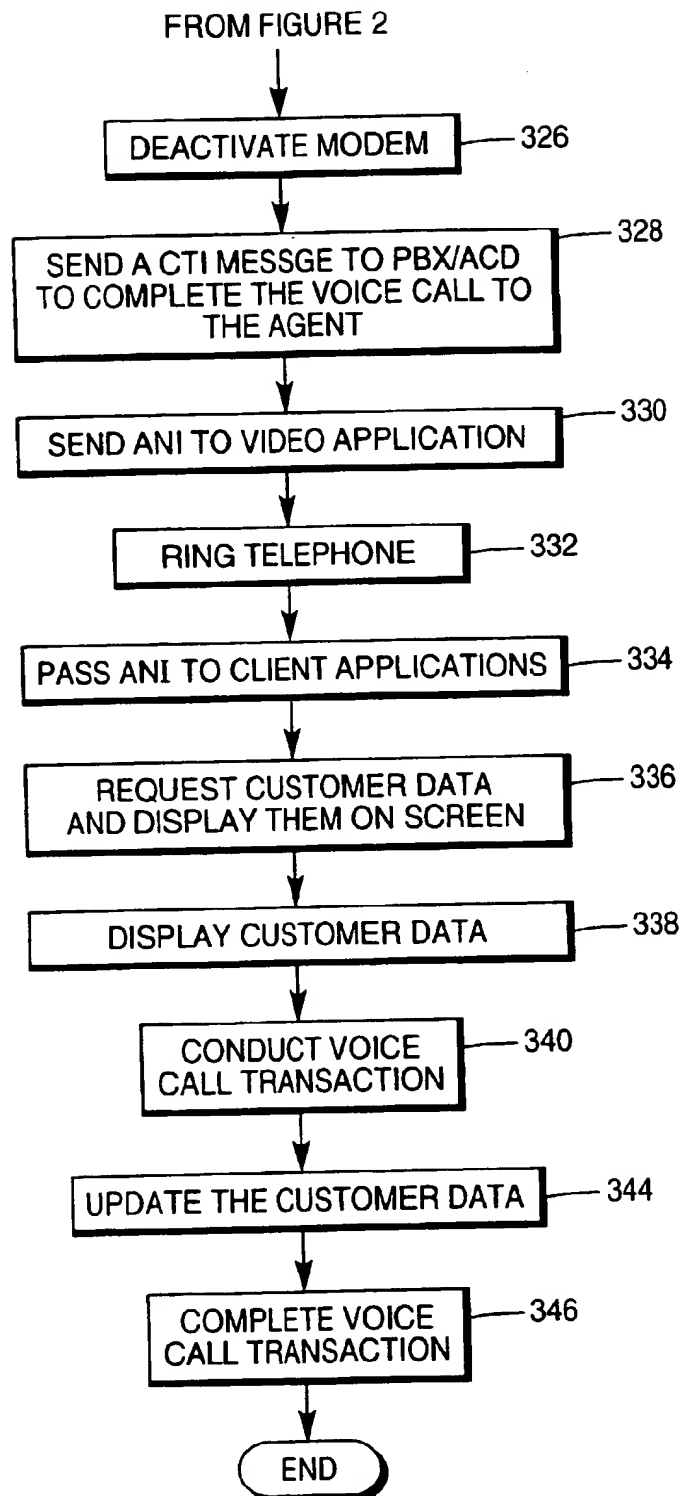 FROM FIGURE 2
DEACTIVATE MODEM
326
SEND A CTI MESSGE TO PBX/ACD
TO COMPLETE THE VOICE CALL TO
THE AGENT
328
SEND ANI TO VIDEO APPLICATION
330
RING TELEPHONE
332
PASS ANI TO CLIENT APPLICATIONS
334
REQUEST CUSTOMER DATA
AND DISPLAY THEM ON SCREEN
336
DISPLAY CUSTOMER DATA
338
CONDUCT VOICE
CALL TRANSACTION
340
UPDATE THE CUSTOMER DATA
344
COMPLETE VOICE
CALL TRANSACTION
346
END